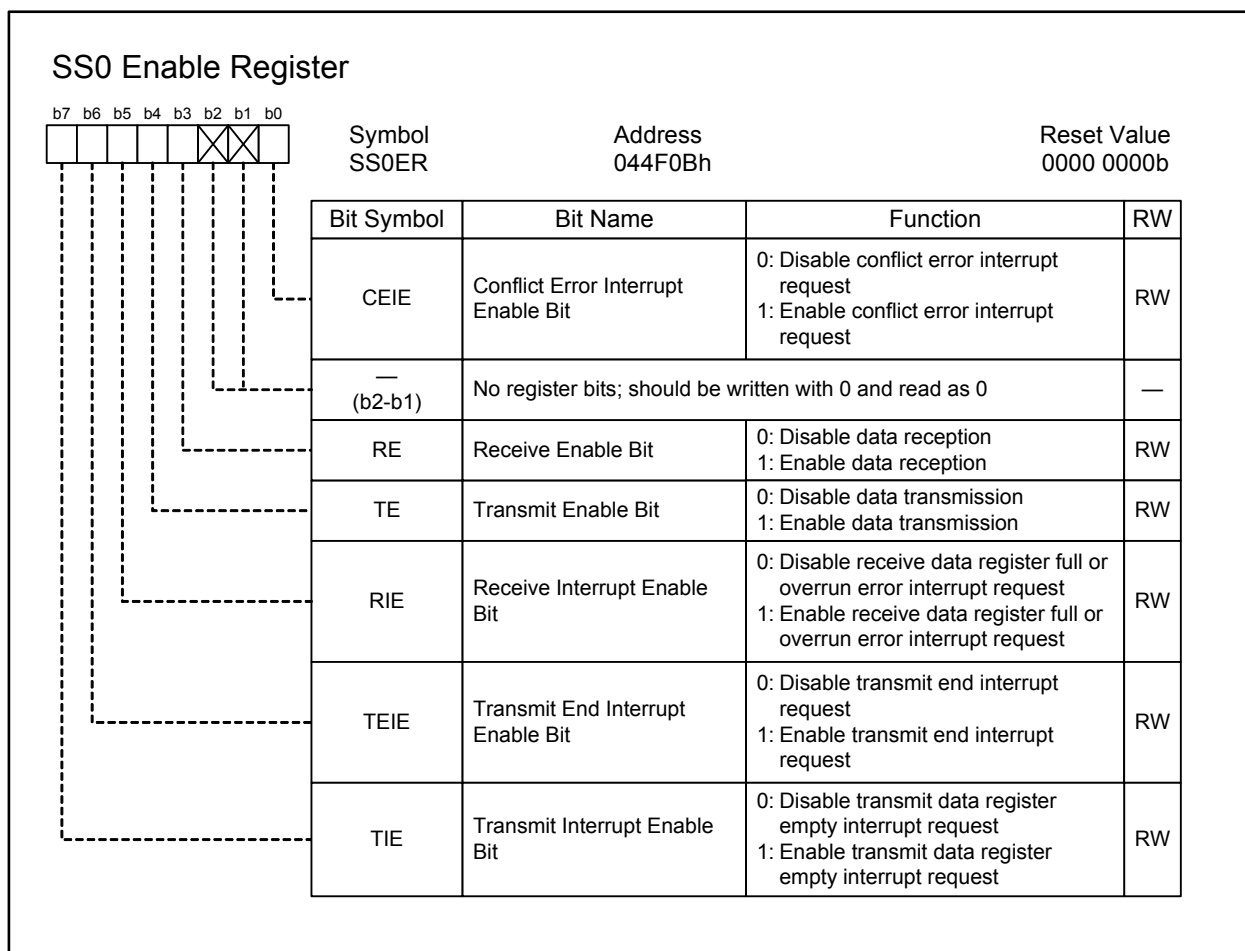 SS0 Enable Register
b7 b6 b5 b4 b3 b2 b1 b0
Symbol Address Reset Value
SS0ER 044F0Bh 0000 0000b
Bit Symbol Bit Name Function RW
CEIE
Conflict Error Interrupt
Enable Bit
0: Disable conflict error interrupt
request
1: Enable conflict error interrupt
request
RW
—
(b2-b1)
No register bits; should be written with 0 and read as 0
—
RE
Receive Enable Bit
0: Disable data reception
1: Enable data reception
RW
TE
Transmit Enable Bit
0: Disable data transmission
1: Enable data transmission
RW
RIE
Receive Interrupt Enable
Bit
0: Disable receive data register full or
overrun error interrupt request
1: Enable receive data register full or
overrun error interrupt request
RW
TEIE
Transmit End Interrupt
Enable Bit
0: Disable transmit end interrupt
request
1: Enable transmit end interrupt
request
RW
TIE
Transmit Interrupt Enable
Bit
0: Disable transmit data register
empty interrupt request
1: Enable transmit data register
empty interrupt request
RW